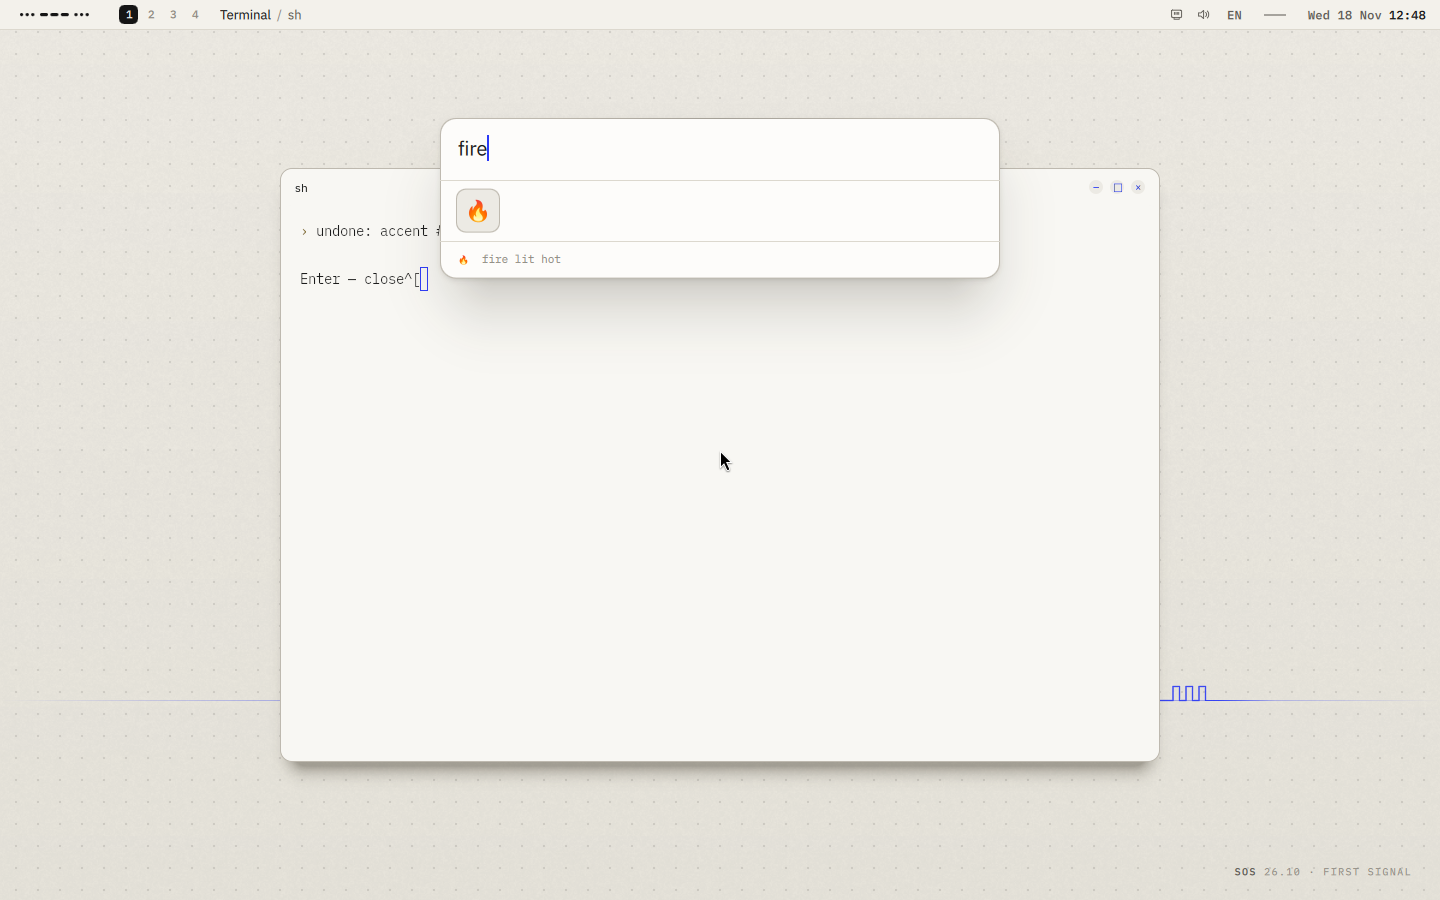 1 2 3 4 Terminal / sh EN Wed 18 Nov 12:48
fire
sh
› undone: accent #
🔥 fire lit hot
Enter — close^[
SOS 26.10 · FIRST SIGNAL